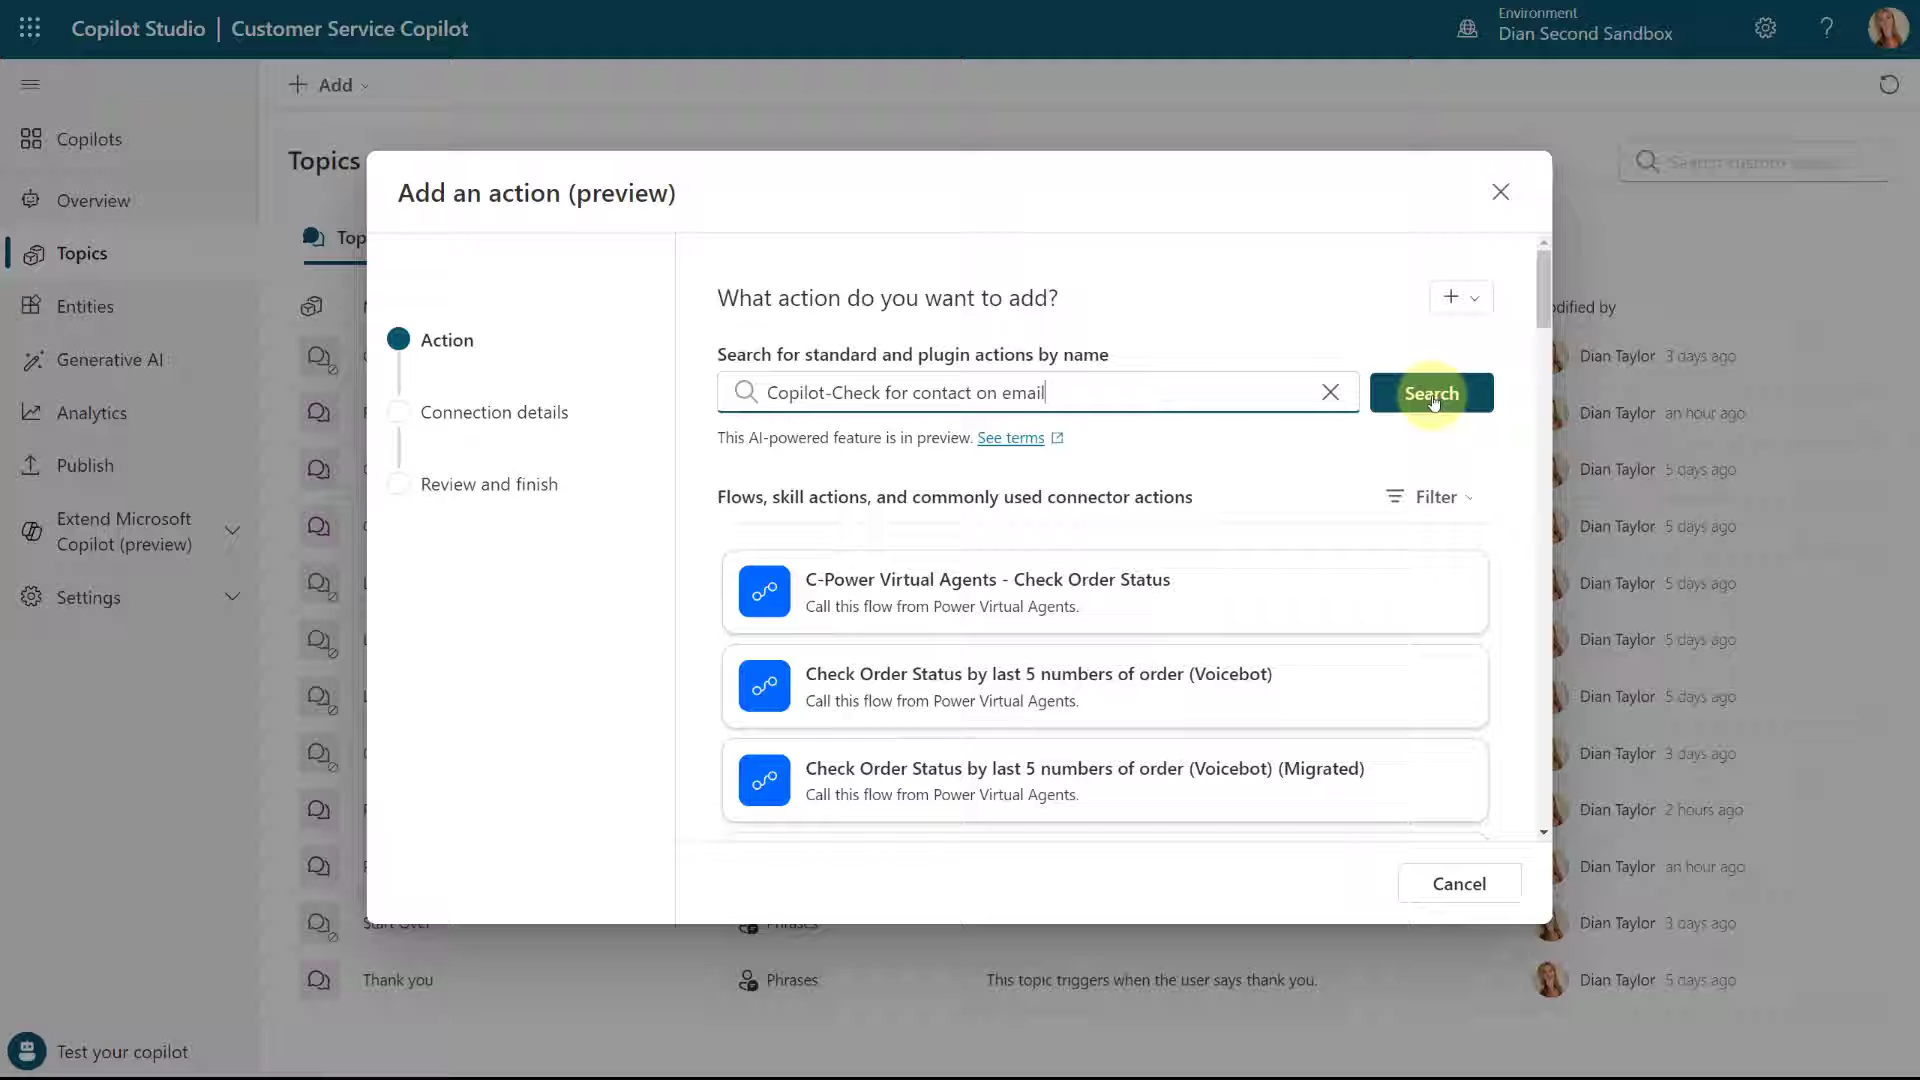 Copilot Studio | Customer Service Copilot
Environment
Dian Second Sandbox
Add
Copilots
Overview
Topics
Entities
Generative AI
Analytics
Publish
Extend Microsoft
Copilot (preview)
Settings
Test your copilot
Topics
Top
Search custom
Add an action (preview)
Action
Connection details
Review and finish
What action do you want to add?
Search for standard and plugin actions by name
Copilot-Check for contact on email
Search
This AI-powered feature is in preview. See terms
Flows, skill actions, and commonly used connector actions
Filter
C-Power Virtual Agents - Check Order Status
Call this flow from Power Virtual Agents.
Check Order Status by last 5 numbers of order (Voicebot)
Call this flow from Power Virtual Agents.
Check Order Status by last 5 numbers of order (Voicebot) (Migrated)
Call this flow from Power Virtual Agents.
Cancel
odified by
Dian Taylor 3 days ago
Dian Taylor an hour ago
Dian Taylor 5 days ago
Dian Taylor 5 days ago
Dian Taylor 5 days ago
Dian Taylor 5 days ago
Dian Taylor 5 days ago
Dian Taylor 3 days ago
Dian Taylor 2 hours ago
Dian Taylor an hour ago
Start Over Phrases Dian Taylor 3 days ago
Thank you Phrases This topic triggers when the user says thank you. Dian Taylor 5 days ago